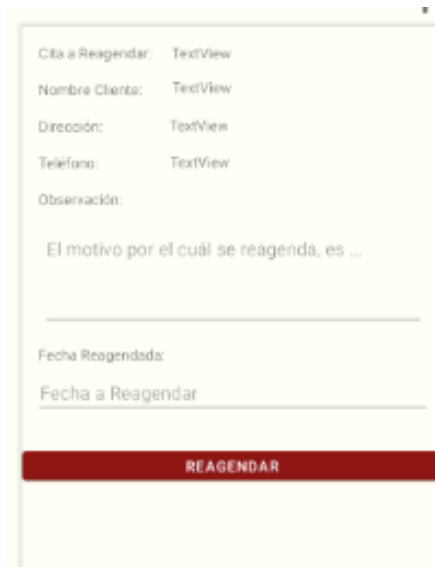 Cita a Reagendar: TextView
Nombre Cliente: TextView
Dirección: TextView
Teléfono: TextView
Observación:
El motivo por el cuál se reagenda, es ...
Fecha Reagendada:
Fecha a Reagendar
REAGENDAR